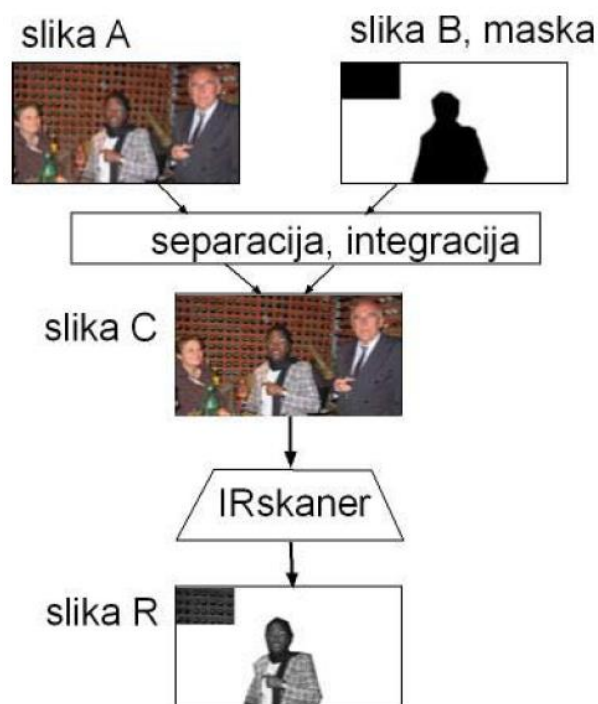 slika A
slika B, maska
separacija, integracija
slika C
IRskaner
slika R